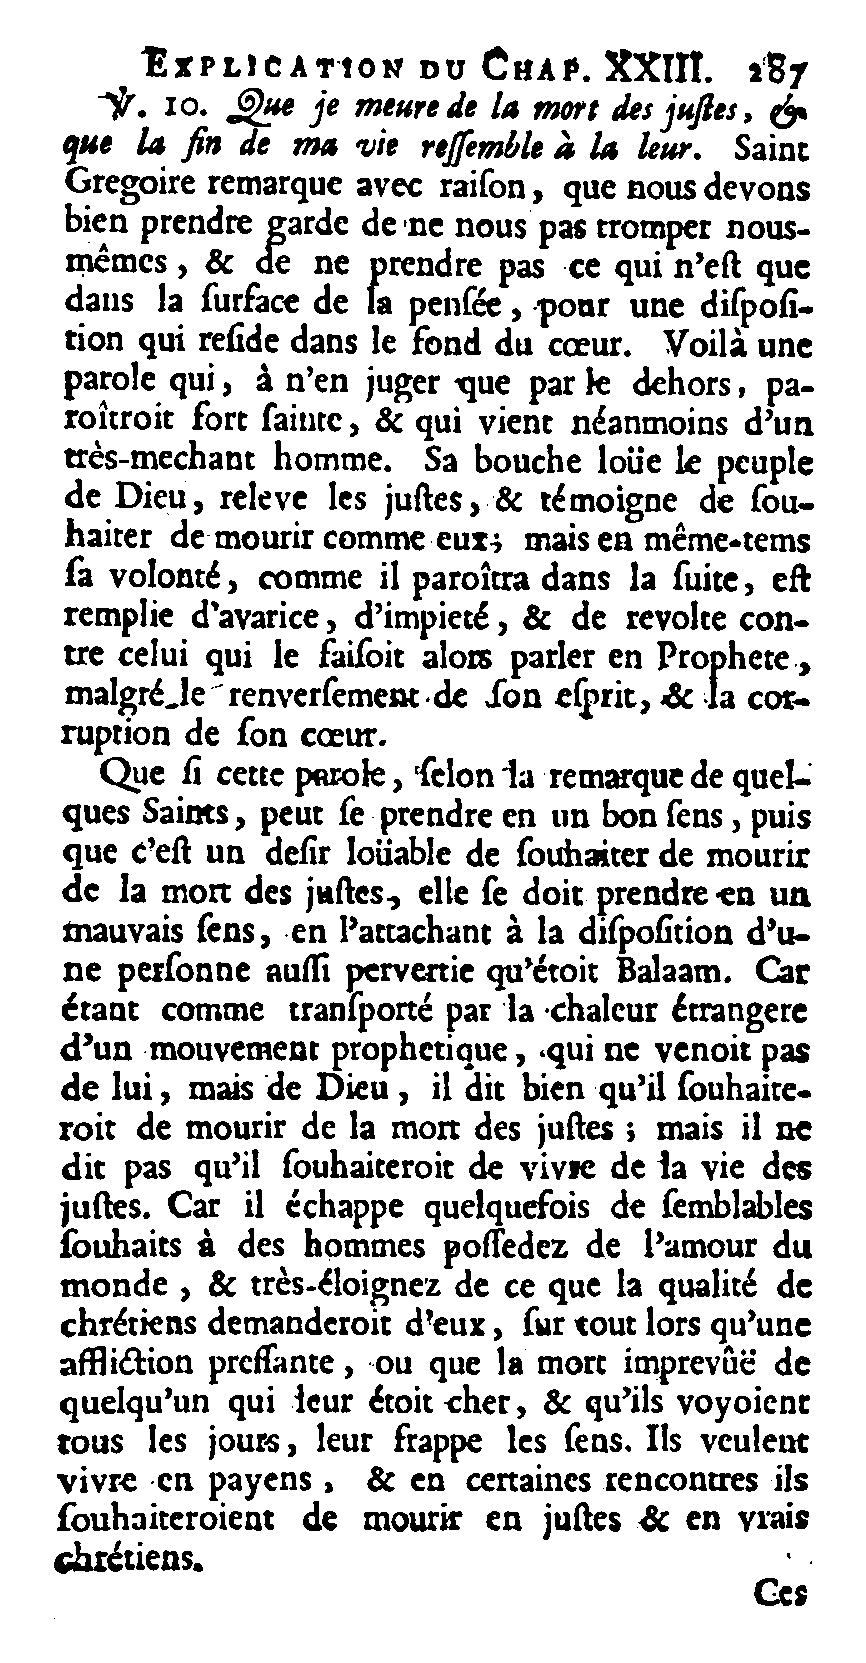 EXPLICATION DU CHAP. XXIII. 287
℣. 10. Que je meure de la mort des juſtes, &
que la fin de ma vie reſſemble à la leur. Saint
Gregoire remarque avec raiſon, que nous devons
bien prendre garde de ne nous pas tromper nous-
mêmes, & de ne prendre pas ce qui n'eſt que
dans la ſurface de la penſée, pour une diſpoſi-
tion qui reſide dans le fond du cœur. Voilà une
parole qui, à n'en juger que par le dehors, pa-
roîtroit fort ſainte, & qui vient néanmoins d'un
très-mechant homme. Sa bouche loüe le peuple
de Dieu, releve les juſtes, & témoigne de ſou-
haiter de mourir comme eux; mais en même-tems
ſa volonté, comme il paroîtra dans la ſuite, eſt
remplie d'avarice, d'impieté, & de revolte con-
tre celui qui le faiſoit alors parler en Prophete,
malgré le renverſement de ſon eſprit, & la cor-
ruption de ſon cœur.
Que ſi cette parole, ſelon la remarque de quel-
ques Saints, peut ſe prendre en un bon ſens, puis
que c'eſt un deſir loüable de ſouhaiter de mourir
de la mort des juſtes, elle ſe doit prendre en un
mauvais ſens, en l'attachant à la diſpoſition d'u-
ne perſonne auſſi pervertie qu'étoit Balaam. Car
étant comme tranſporté par la chaleur étrangere
d'un mouvement prophetique, qui ne venoit pas
de lui, mais de Dieu, il dit bien qu'il ſouhaite-
roit de mourir de la mort des juſtes; mais il ne
dit pas qu'il ſouhaiteroit de vivre de la vie des
juſtes. Car il échappe quelquefois de ſemblables
ſouhaits à des hommes poſſedez de l'amour du
monde, & très-éloignez de ce que la qualité de
chrétiens demanderoit d'eux, ſur tout lors qu'une
affliction preſſante, ou que la mort imprevûë de
quelqu'un qui leur étoit cher, & qu'ils voyoient
tous les jours, leur frappe les ſens. Ils veulent
vivre en payens, & en certaines rencontres ils
ſouhaiteroient de mourir en juſtes & en vrais
chrétiens.
Ces